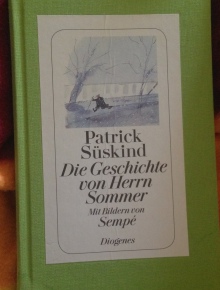 Patrick
Süskind
Die Geschichte
von Herrn
Sommer
Mit Bildern von
Sempé
Diogenes